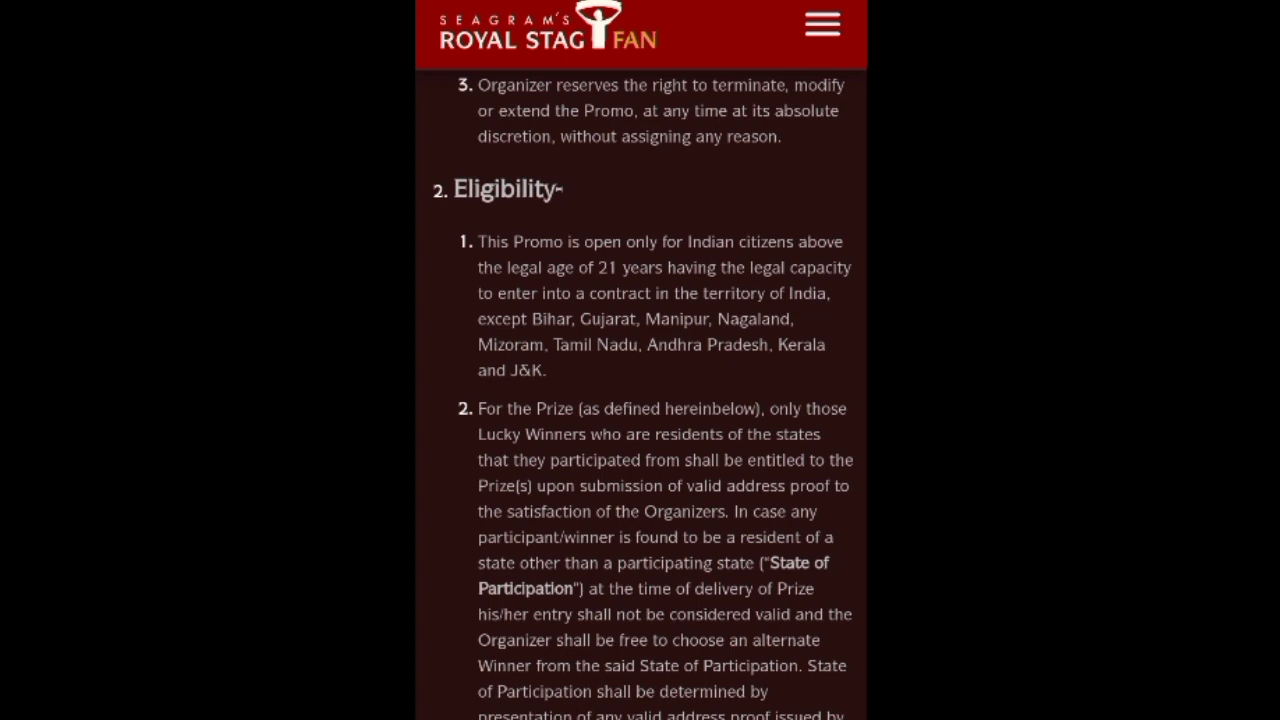 SEAGRAM'S
ROYAL STAG FAN
3. Organizer reserves the right to terminate, modify
or extend the Promo, at any time at its absolute
discretion, without assigning any reason.
2. Eligibility-
1. This Promo is open only for Indian citizens above
the legal age of 21 years having the legal capacity
to enter into a contract in the territory of India,
except Bihar, Gujarat, Manipur, Nagaland,
Mizoram, Tamil Nadu, Andhra Pradesh, Kerala
and J&K.
2. For the Prize (as defined hereinbelow), only those
Lucky Winners who are residents of the states
that they participated from shall be entitled to the
Prize(s) upon submission of valid address proof to
the satisfaction of the Organizers. In case any
participant/winner is found to be a resident of a
state other than a participating state ("State of
Participation") at the time of delivery of Prize
his/her entry shall not be considered valid and the
Organizer shall be free to choose an alternate
Winner from the said State of Participation. State
of Participation shall be determined by
presentation of any valid address proof issued by